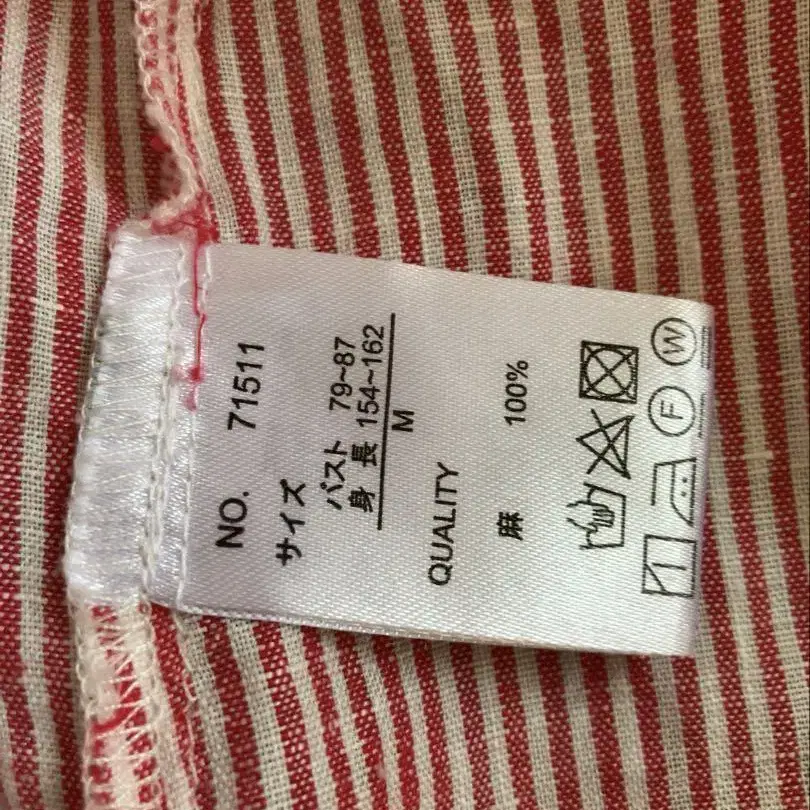 NO. 71511
サイズ
バスト 79~87
身長 154~162
M
QUALITY
麻 100%
F W